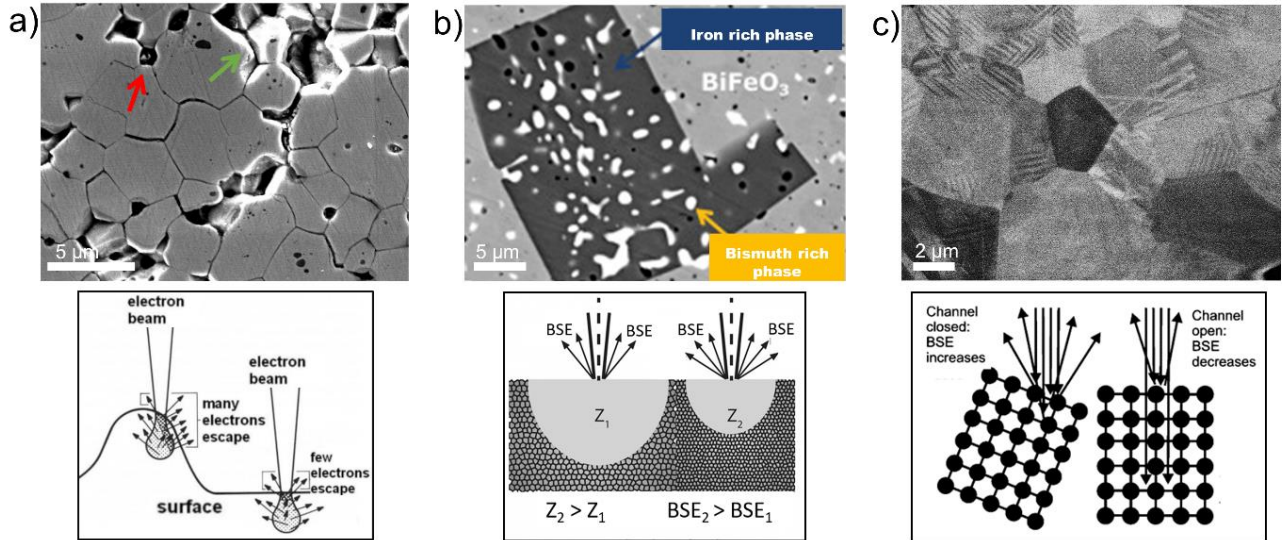 a)
5 µm
electron
beam
electron
beam
many
electrons
escape
few
electrons
escape
surface
b)
Iron rich phase
BiFeO₃
Bismuth rich
phase
5 µm
BSE
BSE
BSE
BSE
Z₁
Z₂
Z₂ > Z₁
BSE₂ > BSE₁
c)
2 µm
Channel
closed:
BSE
increases
Channel
open:
BSE
decreases